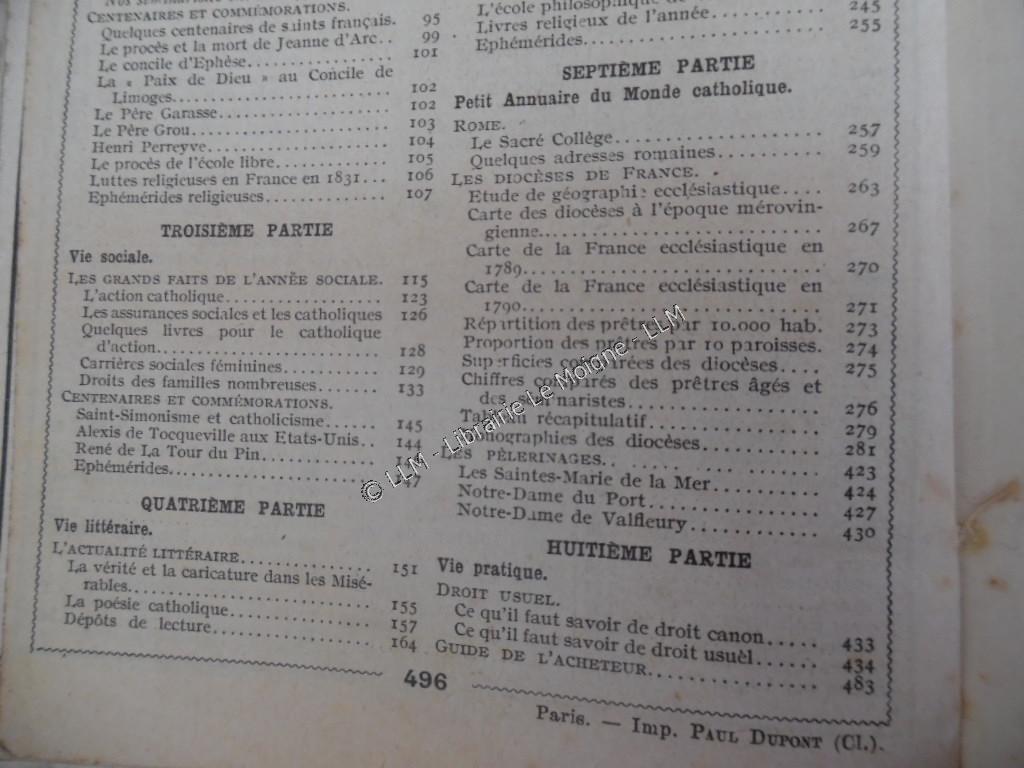 CENTENAIRES ET COMMÉMORATIONS.
Quelques centenaires de saints français. 95
Le procès et la mort de Jeanne d'Arc.. 99
Le concile d'Ephèse................ 101
La « Paix de Dieu » au Concile de
Limoges........................ 102
Le Père Garasse.................... 102
Le Père Grou....................... 103
Henri Perreyve..................... 104
Le procès de l'école libre............. 105
Luttes religieuses en France en 1831... 106
Ephémérides religieuses.............. 107
TROISIÈME PARTIE
Vie sociale.
LES GRANDS FAITS DE L'ANNÉE SOCIALE. 115
L'action catholique.................. 123
Les assurances sociales et les catholiques 126
Quelques livres pour le catholique
d'action.......................... 128
Carrières sociales féminines........... 129
Droits des familles nombreuses........ 133
CENTENAIRES ET COMMÉMORATIONS.
Saint-Simonisme et catholicisme...... 145
Alexis de Tocqueville aux Etats-Unis.. 144
René de La Tour du Pin.............
Ephémérides....................... 47
QUATRIÈME PARTIE
Vie littéraire.
L'ACTUALITÉ LITTÉRAIRE............... 151
La vérité et la caricature dans les Misé-
rables............................ 155
La poésie catholique................. 157
Dépôts de lecture................... 164
L'école philosophique de
245
Livres religieux de l'année............ 255
Ephémérides.......................
SEPTIÈME PARTIE
Petit Annuaire du Monde catholique.
ROME.
Le Sacré Collège.................... 257
Quelques adresses romaines........... 259
LES DIOCÈSES DE FRANCE.
Etude de géographie ecclésiastique.... 263
Carte des diocèses à l'époque mérovin-
gienne............................ 267
Carte de la France ecclésiastique en
1789............................. 270
Carte de la France ecclésiastique en
1790............................. 271
Répartition des prêtres par 10.000 hab. 273
Proportion des prêtres par 10 paroisses. 274
Superficies comparées des diocèses.... 275
Chiffres comparés des prêtres âgés et
des séminaristes.................... 276
Tableau récapitulatif................. 279
Monographies des diocèses........... 281
LES PÈLERINAGES.. .................. 423
Les Saintes-Marie de la Mer.......... 424
Notre-Dame du Port................ 427
Notre-Dame de Valfleury............ 430
HUITIÈME PARTIE
Vie pratique.
DROIT USUEL.
Ce qu'il faut savoir de droit canon..... 433
Ce qu'il faut savoir de droit usuèl..... 434
GUIDE DE L'ACHETEUR................. 483
496
Paris. — Imp. PAUL DUPONT (Cl.).
© LLM - Librairie Le Moigne - LLM